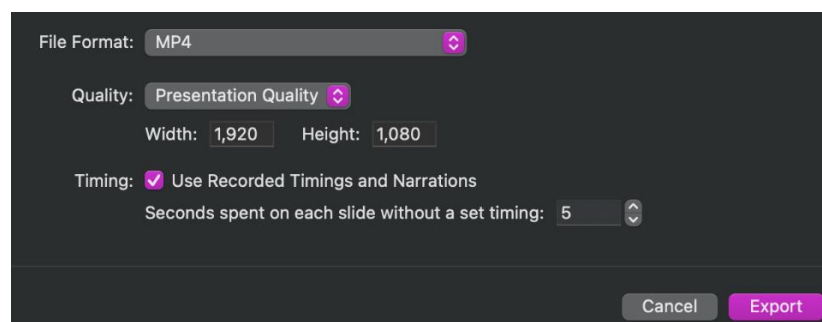 File Format: MP4
Quality: Presentation Quality
Width: 1,920 Height: 1,080
Timing: Use Recorded Timings and Narrations
Seconds spent on each slide without a set timing: 5
Cancel Export